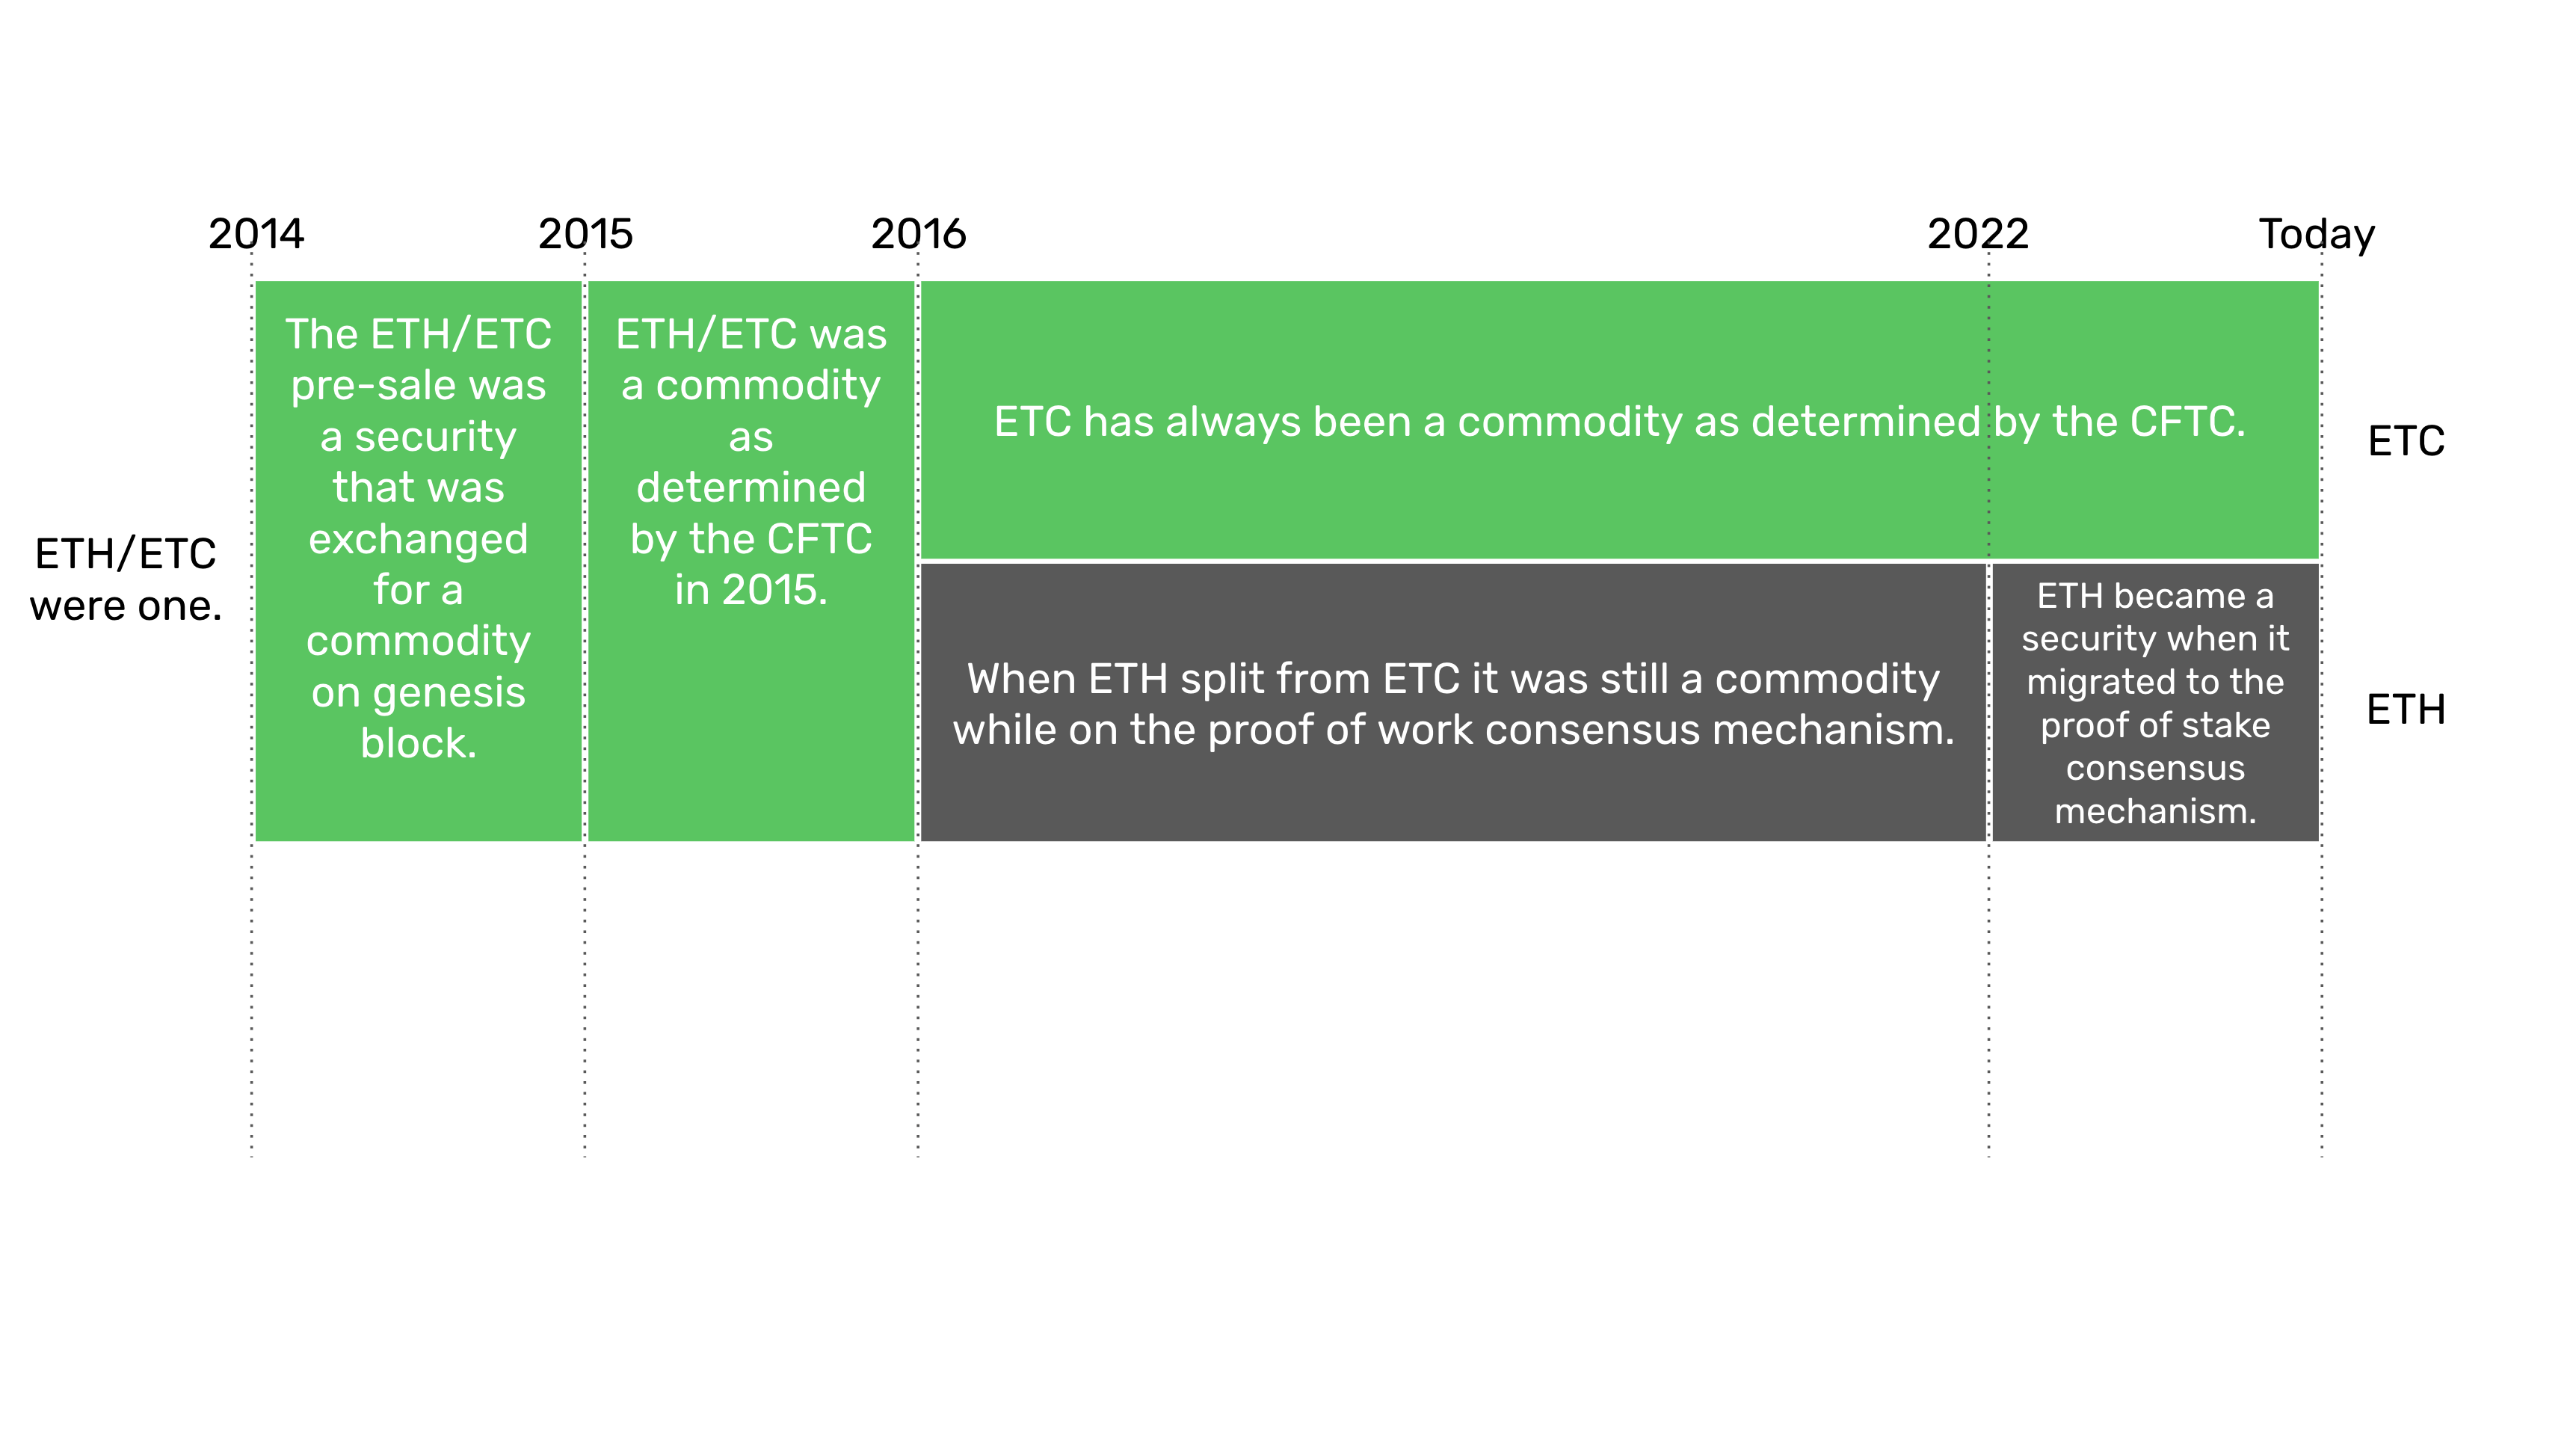 2014
2015
2016
2022
Today
ETH/ETC
were one.
The ETH/ETC
pre-sale was
a security
that was
exchanged
for a
commodity
on genesis
block.
ETH/ETC was
a commodity
as
determined
by the CFTC
in 2015.
ETC has always been a commodity as determined by the CFTC.
ETC
When ETH split from ETC it was still a commodity
while on the proof of work consensus mechanism.
ETH became a
security when it
migrated to the
proof of stake
consensus
mechanism.
ETH